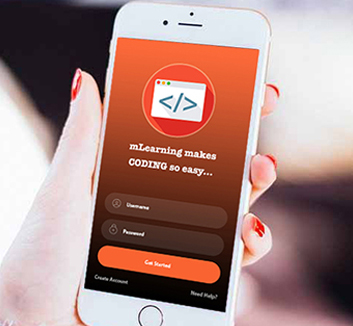 </>
mLearning makes
CODING so easy...
Username
Password
Get Started
Create Account
Need Help?